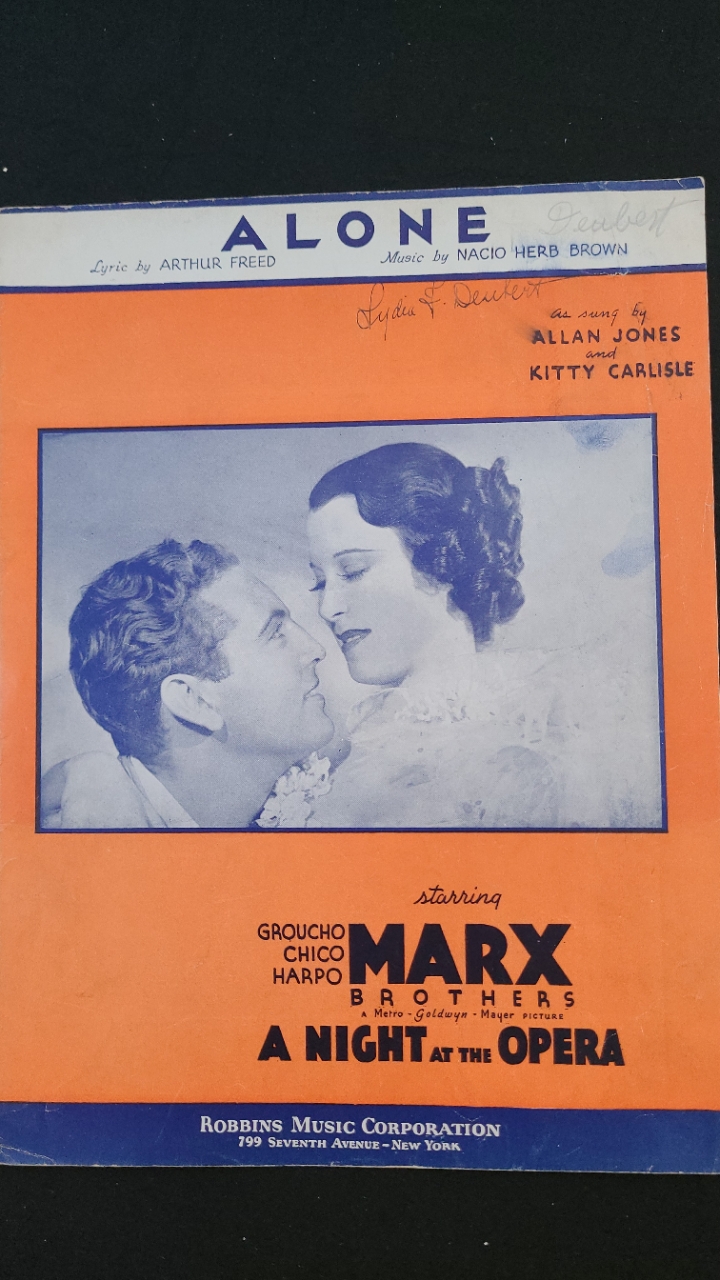 ALONE
Deubert
Lyric by ARTHUR FREED
Music by NACIO HERB BROWN
Lydia F. Deubert
as sung by
ALLAN JONES
and
KITTY CARLISLE
starring
GROUCHO
CHICO
HARPO
MARX
BROTHERS
A Metro-Goldwyn-Mayer PICTURE
A NIGHT AT THE OPERA
ROBBINS MUSIC CORPORATION
799 SEVENTH AVENUE-NEW YORK